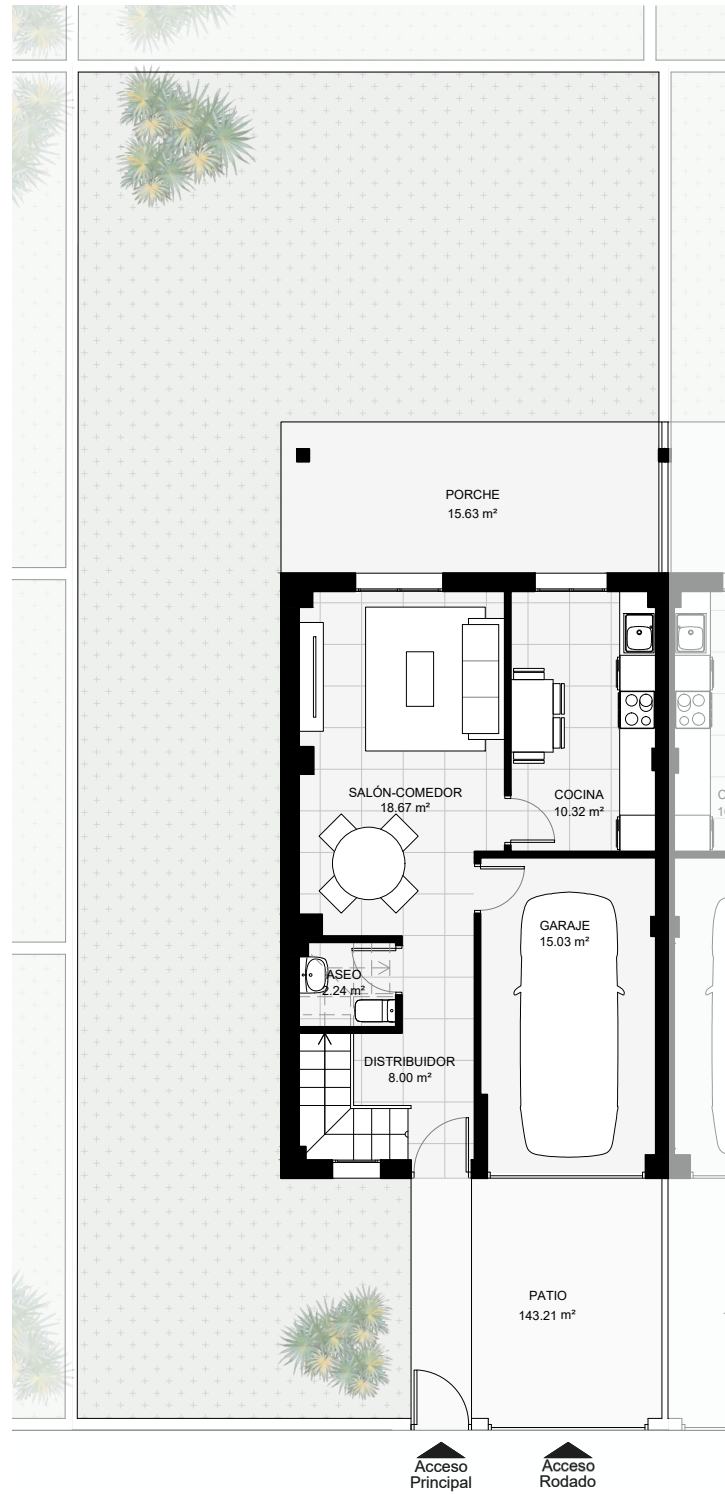 PORCHE
15.63 m²
SALÓN-COMEDOR
18.67 m²
COCINA
10.32 m²
GARAJE
15.03 m²
ASEO
2.24 m²
DISTRIBUIDOR
8.00 m²
PATIO
143.21 m²
Acceso
Principal
Acceso
Rodado